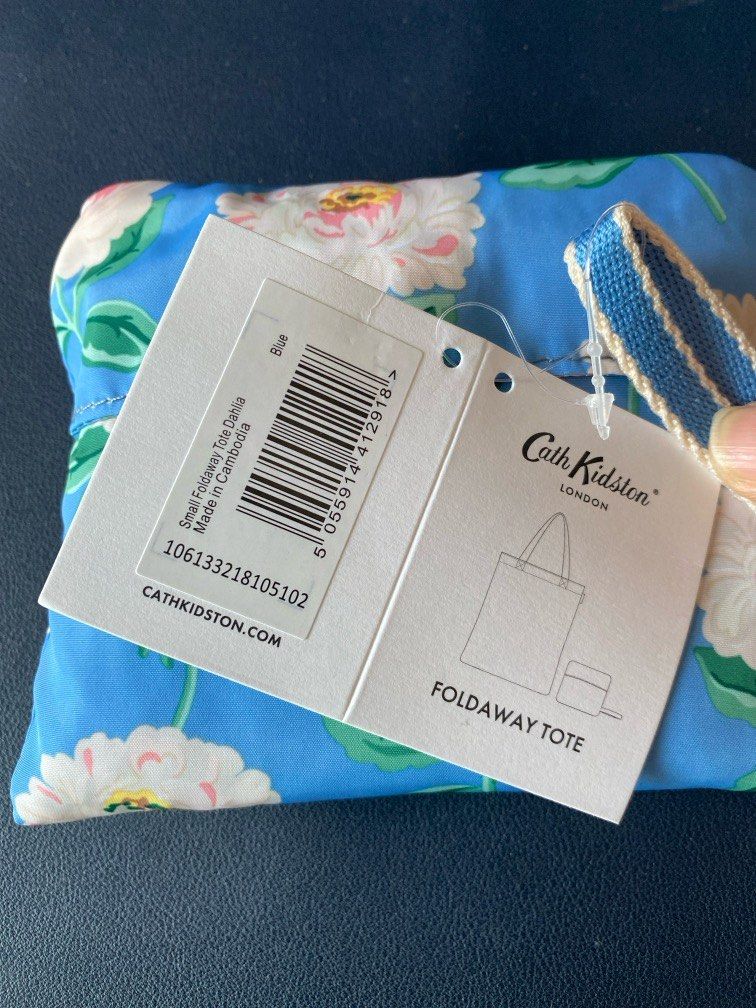 Blue
5 055914 412918 >
Small Foldaway Tote Dahlia
Made in Cambodia
106133218105102
CATHKIDSTON.COM
Cath Kidston®
LONDON
FOLDAWAY TOTE